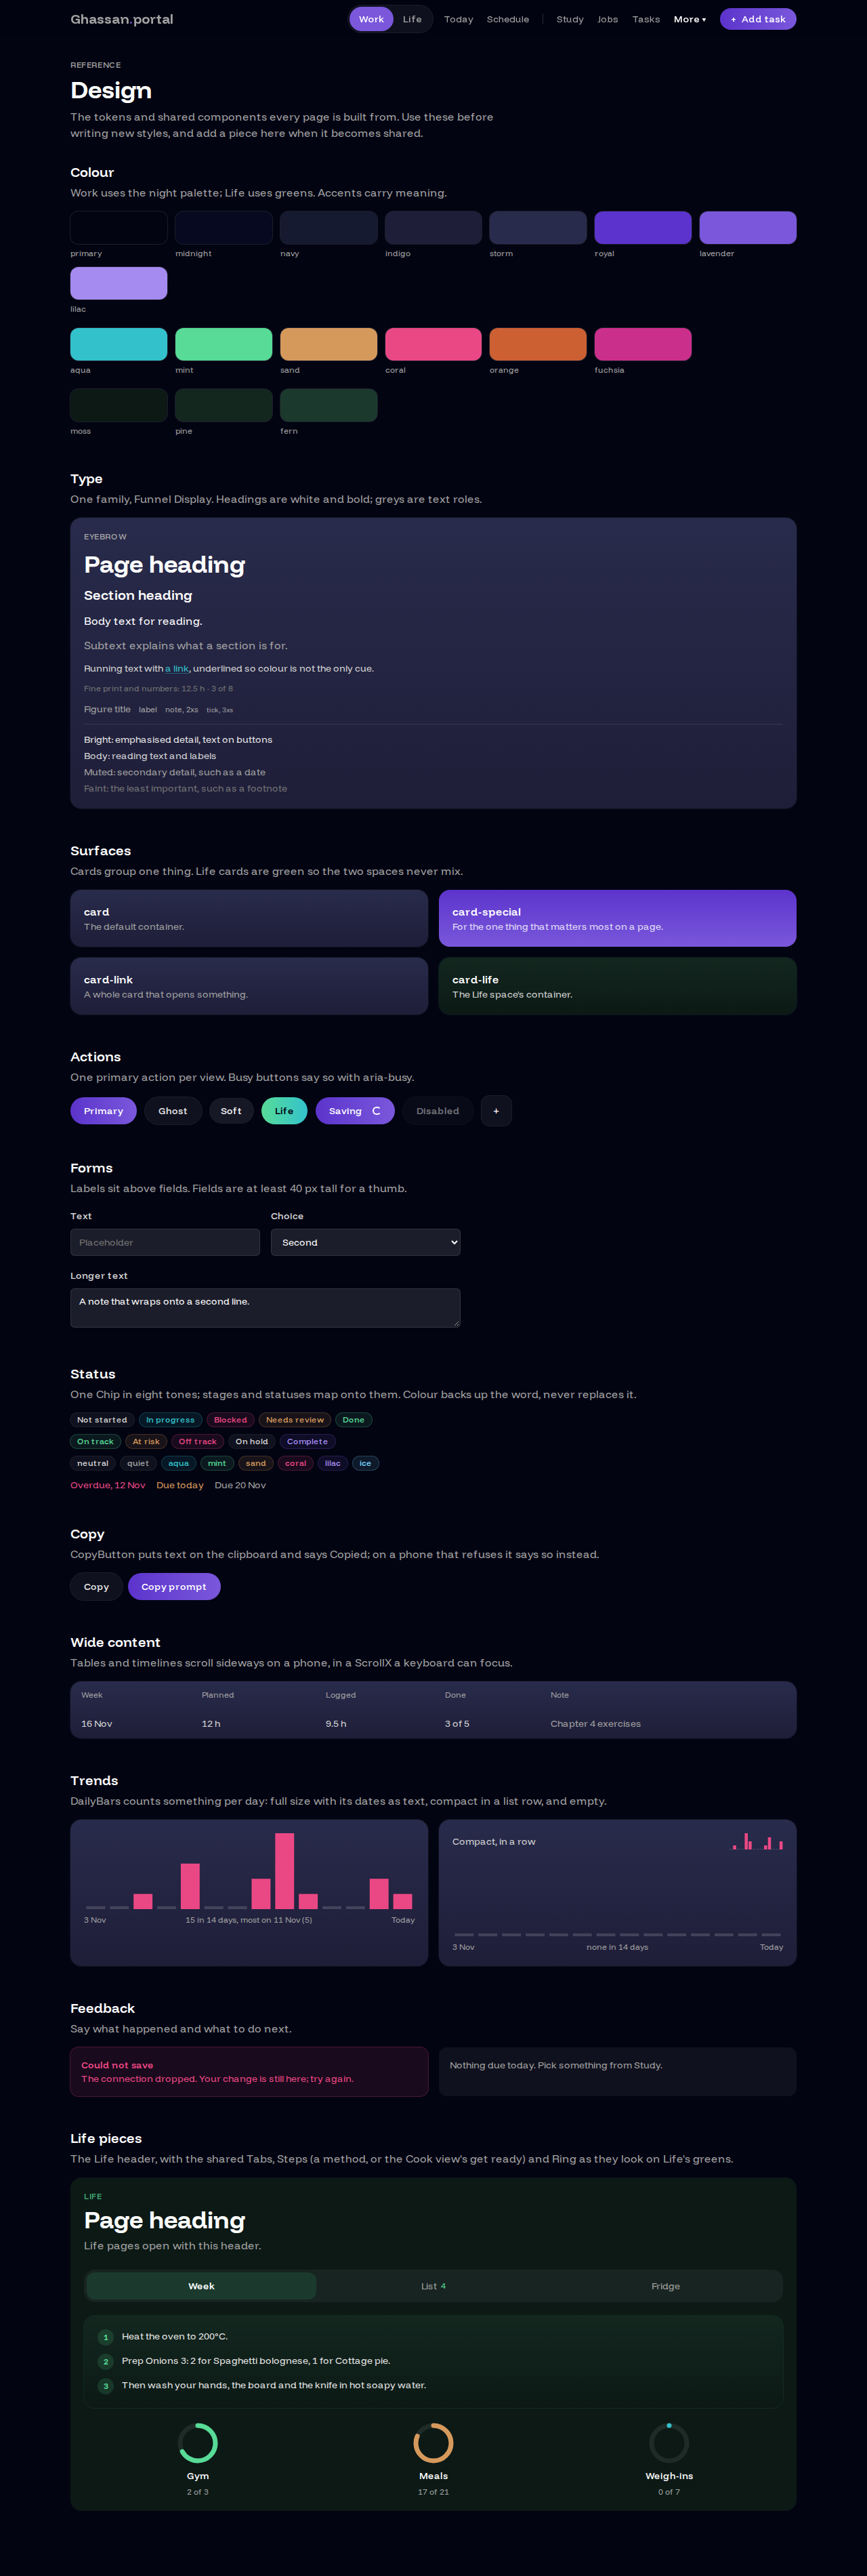 Ghassan.portal
Work Life Today Schedule Study Jobs Tasks More ▾ + Add task
REFERENCE
Design
The tokens and shared components every page is built from. Use these before
writing new styles, and add a piece here when it becomes shared.
Colour
Work uses the night palette; Life uses greens. Accents carry meaning.
primary midnight navy indigo storm royal lavender
lilac
aqua mint sand coral orange fuchsia
moss pine fern
Type
One family, Funnel Display. Headings are white and bold; greys are text roles.
EYEBROW
Page heading
Section heading
Body text for reading.
Subtext explains what a section is for.
Running text with a link, underlined so colour is not the only cue.
Fine print and numbers: 12.5 h · 3 of 8
Figure title label note, 2xs tick, 3xs
Bright: emphasised detail, text on buttons
Body: reading text and labels
Muted: secondary detail, such as a date
Faint: the least important, such as a footnote
Surfaces
Cards group one thing. Life cards are green so the two spaces never mix.
card
The default container.
card-special
For the one thing that matters most on a page.
card-link
A whole card that opens something.
card-life
The Life space's container.
Actions
One primary action per view. Busy buttons say so with aria-busy.
Primary Ghost Soft Life Saving Disabled +
Forms
Labels sit above fields. Fields are at least 40 px tall for a thumb.
Text Choice
Placeholder Second
Longer text
A note that wraps onto a second line.
Status
One Chip in eight tones; stages and statuses map onto them. Colour backs up the word, never replaces it.
Not started In progress Blocked Needs review Done
On track At risk Off track On hold Complete
neutral quiet aqua mint sand coral lilac ice
Overdue, 12 Nov Due today Due 20 Nov
Copy
CopyButton puts text on the clipboard and says Copied; on a phone that refuses it says so instead.
Copy Copy prompt
Wide content
Tables and timelines scroll sideways on a phone, in a ScrollX a keyboard can focus.
Week Planned Logged Done Note
16 Nov 12 h 9.5 h 3 of 5 Chapter 4 exercises
Trends
DailyBars counts something per day: full size with its dates as text, compact in a list row, and empty.
3 Nov 15 in 14 days, most on 11 Nov (5) Today
Compact, in a row
3 Nov none in 14 days Today
Feedback
Say what happened and what to do next.
Could not save
The connection dropped. Your change is still here; try again.
Nothing due today. Pick something from Study.
Life pieces
The Life header, with the shared Tabs, Steps (a method, or the Cook view's get ready) and Ring as they look on Life's greens.
LIFE
Page heading
Life pages open with this header.
Week List 4 Fridge
1 Heat the oven to 200°C.
2 Prep Onions 3: 2 for Spaghetti bolognese, 1 for Cottage pie.
3 Then wash your hands, the board and the knife in hot soapy water.
Gym Meals Weigh-ins
2 of 3 17 of 21 0 of 7